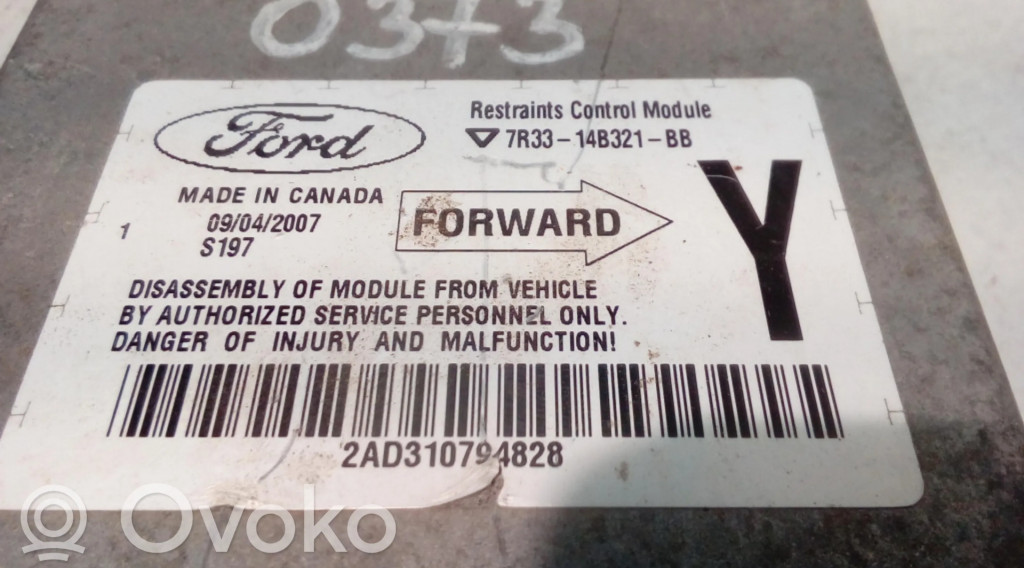 0373
Ford
Restraints Control Module
7R33-14B321-BB
MADE IN CANADA
09/04/2007
S197
1
FORWARD
Y
DISASSEMBLY OF MODULE FROM VEHICLE
BY AUTHORIZED SERVICE PERSONNEL ONLY.
DANGER OF INJURY AND MALFUNCTION!
2AD310794828
Ovoko